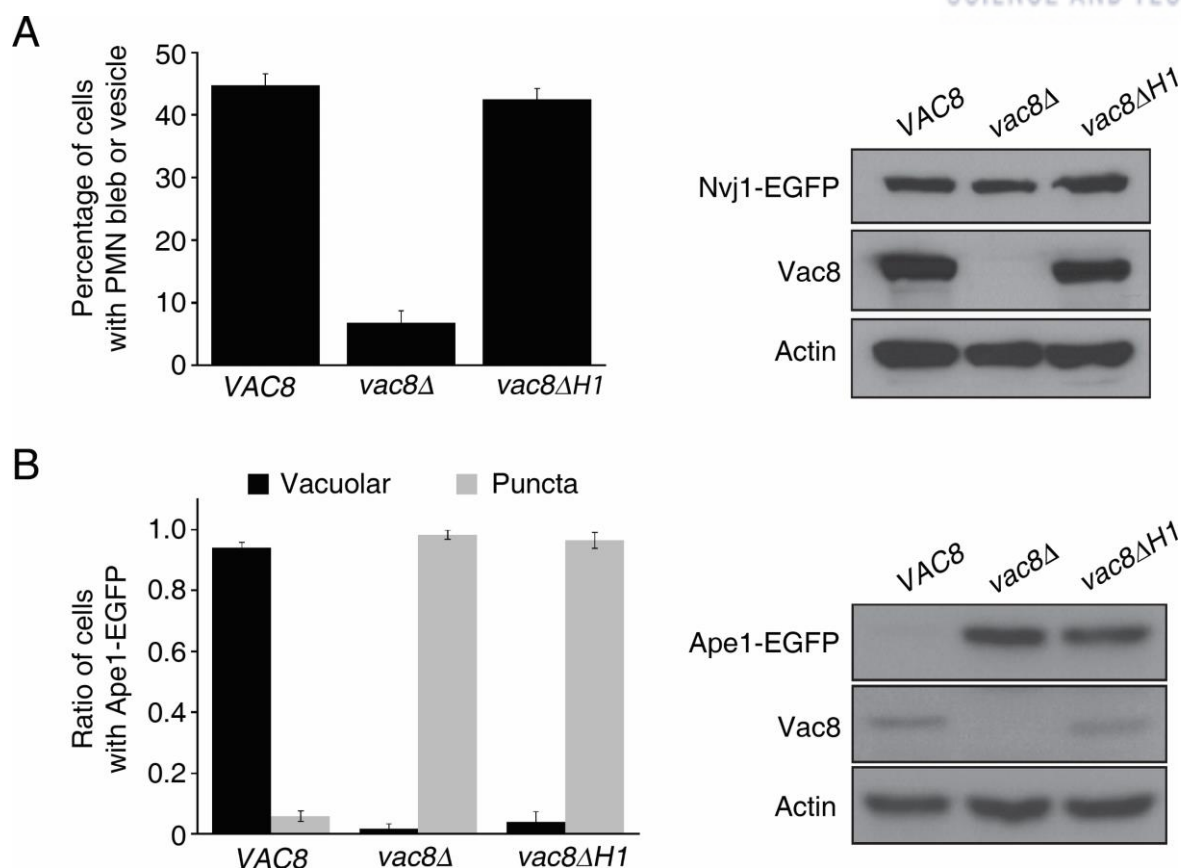 A
Percentage of cells
with PMN bleb or vesicle
50
40
30
20
10
0
VAC8 vac8Δ vac8ΔH1
VAC8 vac8Δ vac8ΔH1
Nvj1-EGFP
Vac8
Actin
B
Vacuolar Puncta
Ratio of cells
with Ape1-EGFP
1.0
0.8
0.6
0.4
0.2
0
VAC8 vac8Δ vac8ΔH1
VAC8 vac8Δ vac8ΔH1
Ape1-EGFP
Vac8
Actin